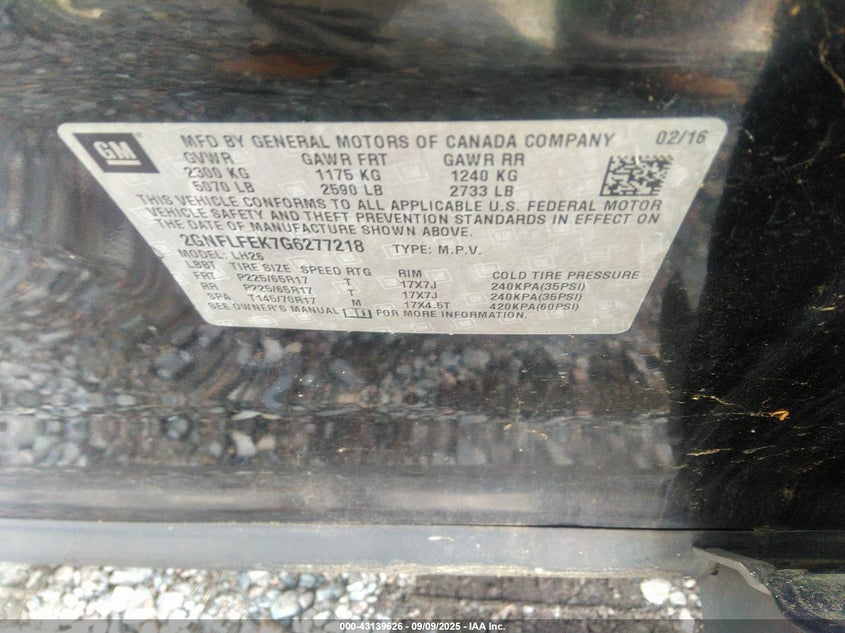 GM
MFD BY GENERAL MOTORS OF CANADA COMPANY 02/16
GVWR GAWR FRT GAWR RR
2300 KG 1175 KG 1240 KG
5070 LB 2590 LB 2733 LB
THIS VEHICLE CONFORMS TO ALL APPLICABLE U.S. FEDERAL MOTOR
VEHICLE SAFETY AND THEFT PREVENTION STANDARDS IN EFFECT ON
THE DATE OF MANUFACTURE SHOWN ABOVE.
2GNFLFEK7G6277218 TYPE: M.P.V.
MODEL: LH26
LBBT TIRE SIZE SPEED RTG RIM COLD TIRE PRESSURE
FRT P225/65R17 T 17X7J 240KPA(35PSI)
RR P225/65R17 T 17X7J 240KPA(35PSI)
SPA T145/70R17 M 17X4.5T 420KPA(60PSI)
SEE OWNER'S MANUAL FOR MORE INFORMATION.
000-43139626 - 09/09/2025 - IAA Inc.